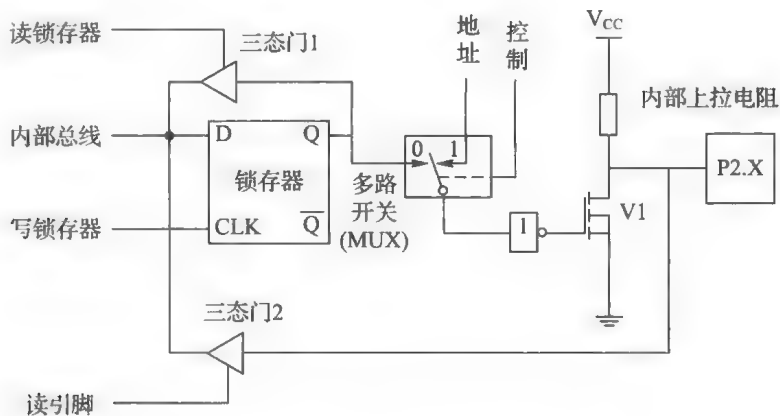 读锁存器
三态门1
地址
控制
V_CC
内部上拉电阻
内部总线
D
Q
0
1
P2.X
锁存器
多路
开关
(MUX)
写锁存器
CLK
Q̅
1
V1
三态门2
读引脚